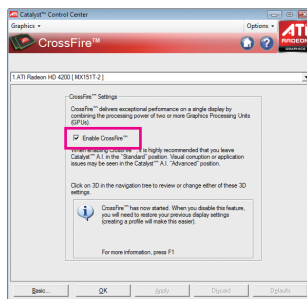 Catalyst™ Control Center
Graphics
Options
ATI
RADEON
GRAPHICS
CrossFire™
1.ATI Radeon HD 4200 [ MX151T-2 ]
CrossFire™ Settings
CrossFire™ delivers exceptional performance on a single display by
combining the processing power of two or more Graphics Processing Units
(GPUs).
Enable CrossFire™
When enabling CrossFire™, it is highly recommended that you leave
Catalyst™ A.I. in the "Standard" position. Visual corruption or application
issues may be seen in the Catalyst™ A.I. "Advanced" position.
Click on 3D in the navigation tree to review or change either of these 3D
settings.
CrossFire™ has now started. When you disable this feature,
you will need to restore your previous display settings
(creating a profile will make this easier).
For more information, press F1
Basic...
OK
Apply
Discard
Defaults